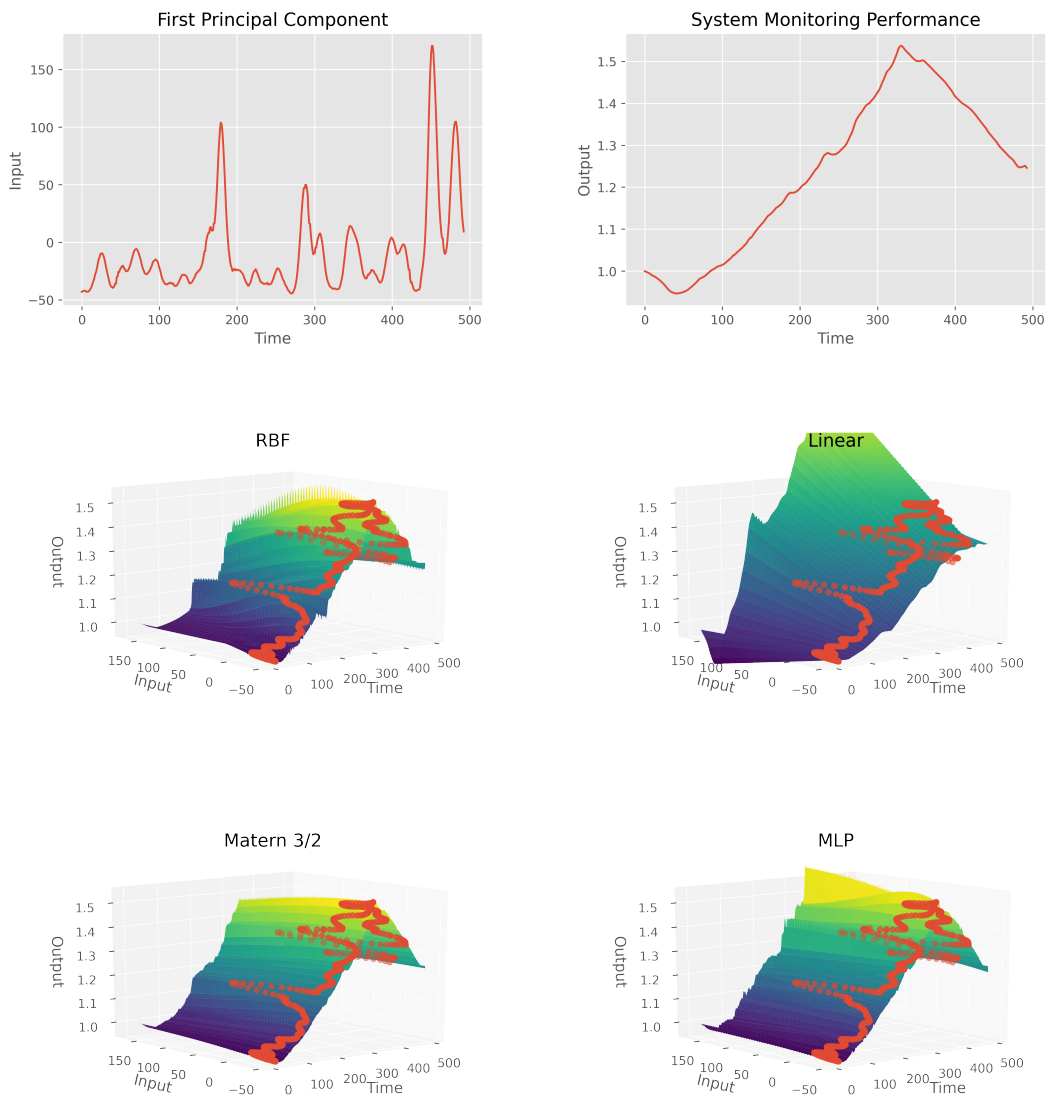 First Principal Component
150
100
50
0
−50
Input
0 100 200 300 400 500
Time
System Monitoring Performance
1.5
1.4
1.3
1.2
1.1
1.0
Output
0 100 200 300 400 500
Time
RBF
1.5
1.4
1.3
1.2
1.1
1.0
Output
150 100 50 0 −50
Input
0 100 200 300 400 500
Time
Linear
1.5
1.4
1.3
1.2
1.1
1.0
Output
150 100 50 0 −50
Input
0 100 200 300 400 500
Time
Matern 3/2
1.5
1.4
1.3
1.2
1.1
1.0
Output
150 100 50 0 −50
Input
0 100 200 300 400 500
Time
MLP
1.5
1.4
1.3
1.2
1.1
1.0
Output
150 100 50 0 −50
Input
0 100 200 300 400 500
Time